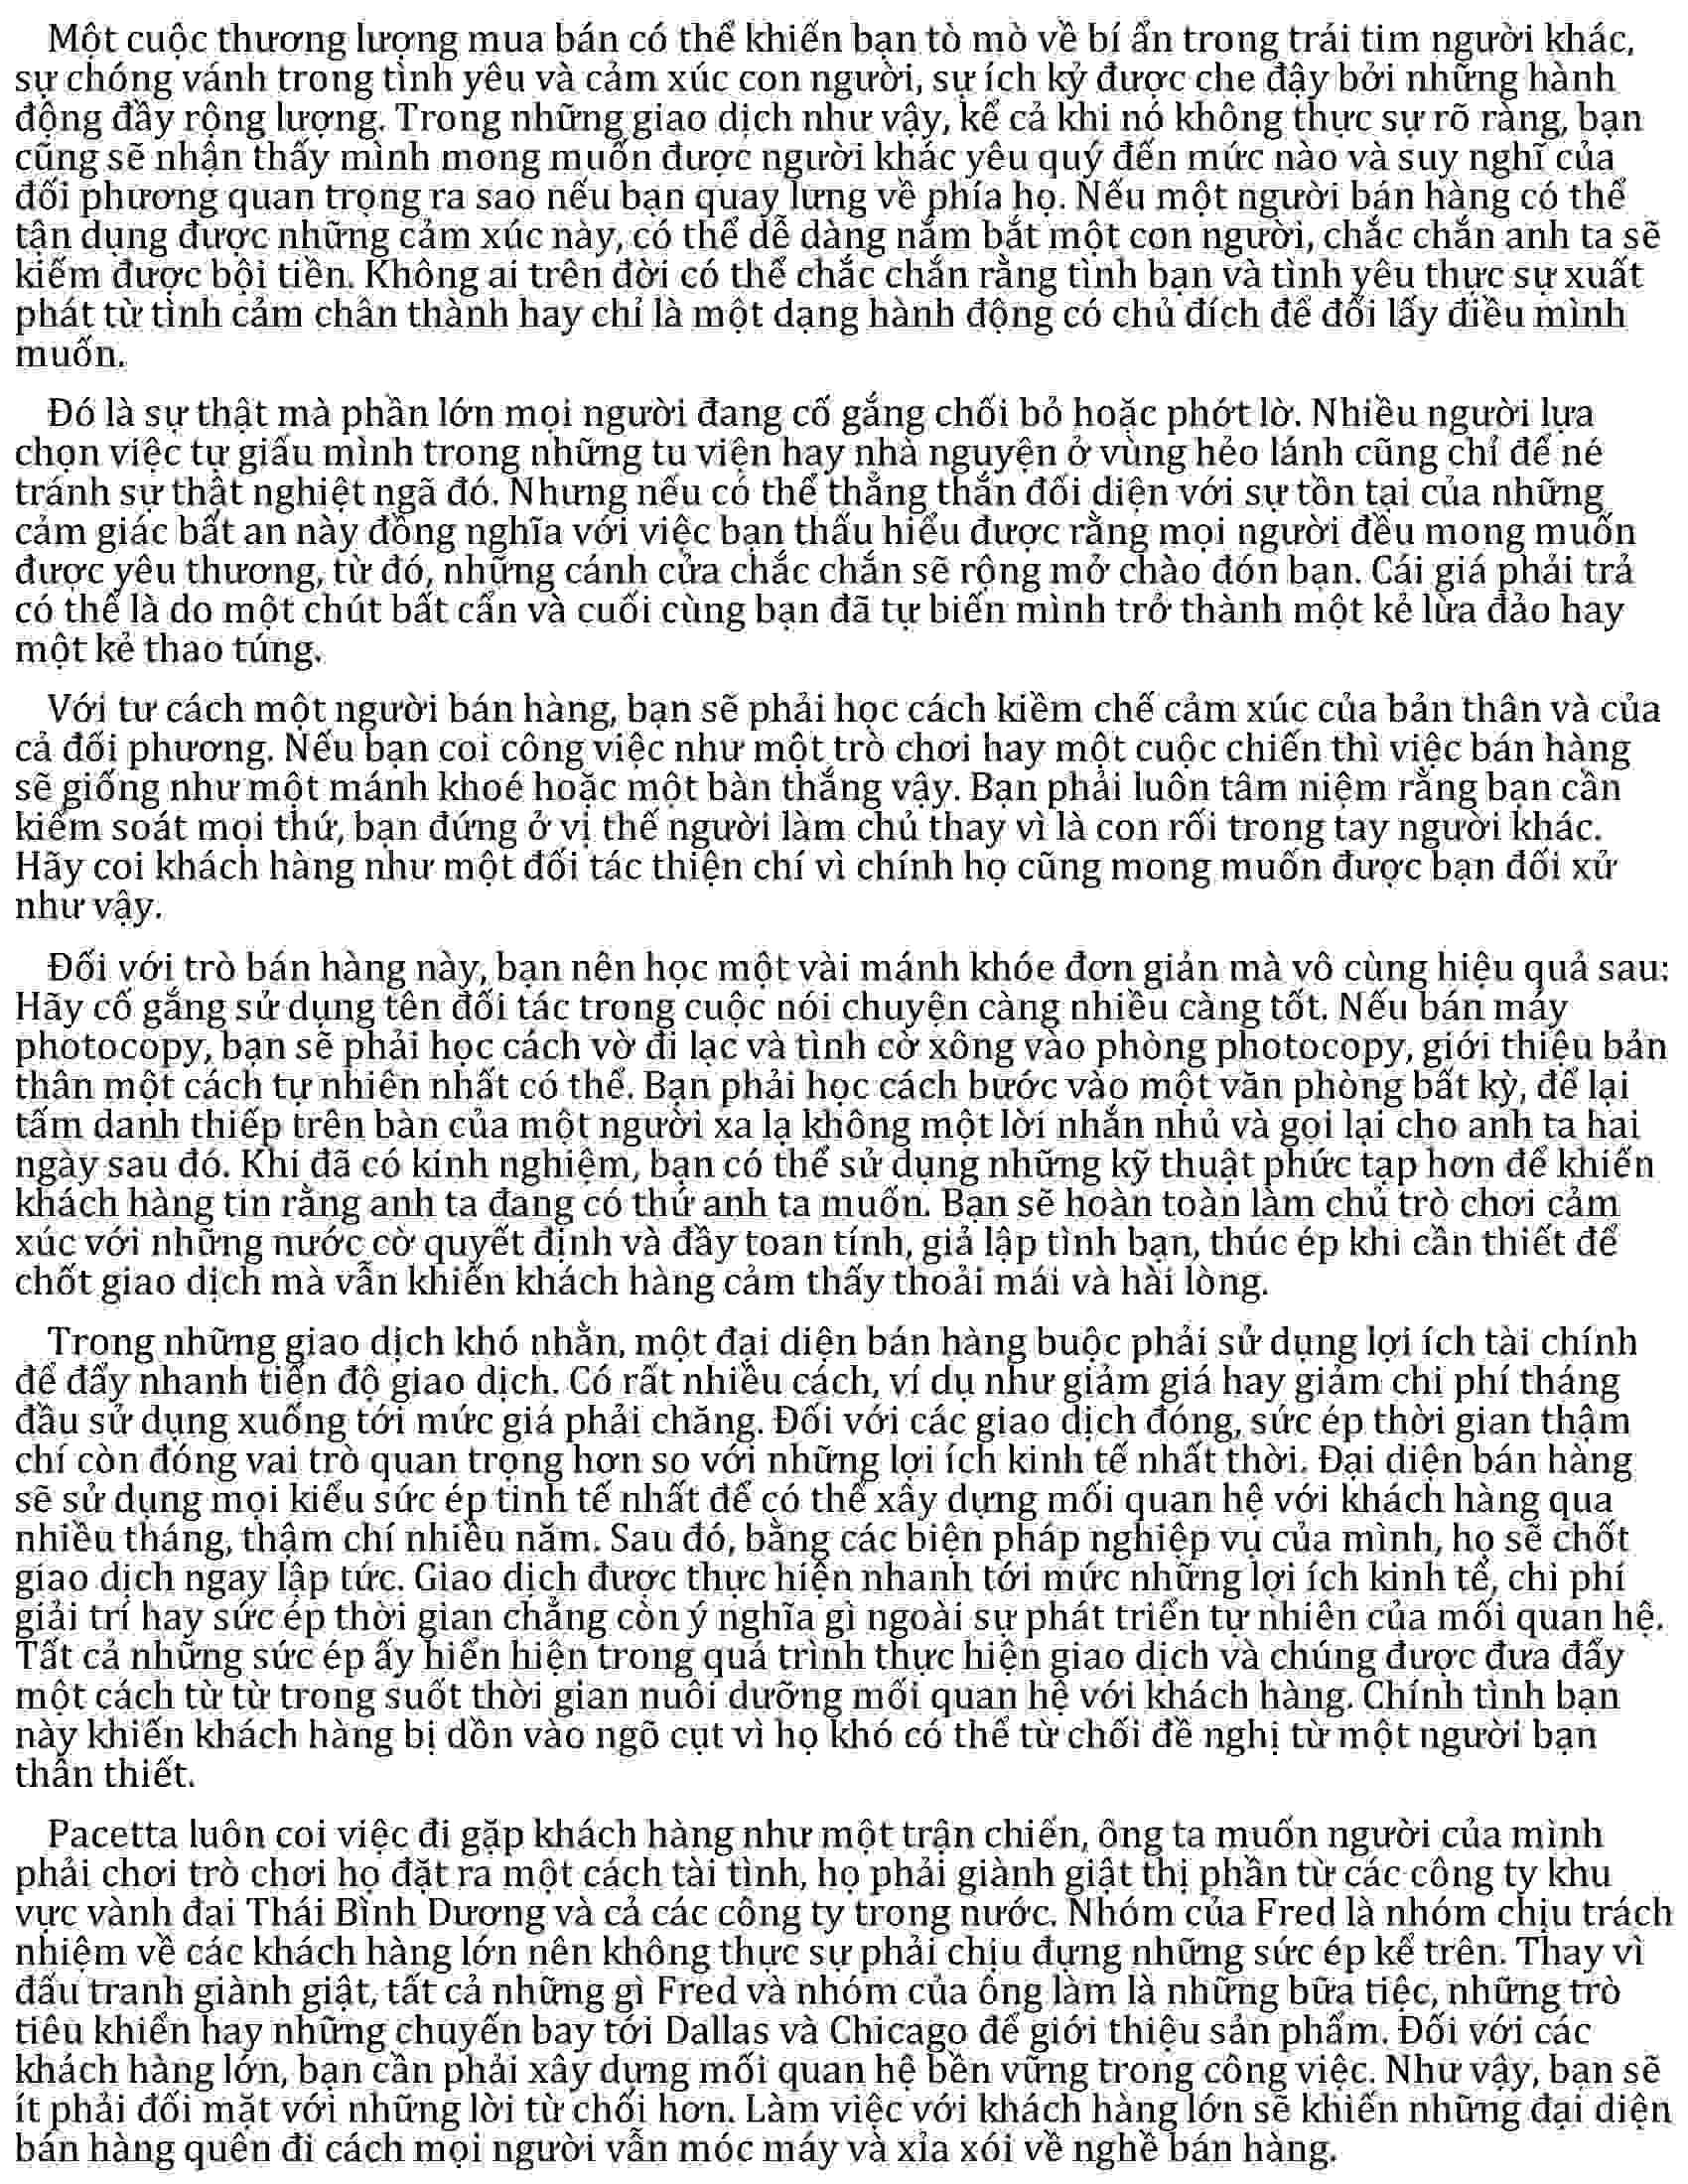 Một cuộc thương lượng mua bán có thể khiến bạn tò mò về bí ẩn trong trái tim người khác,
sự chóng vánh trong tình yêu và cảm xúc con người, sự ích kỷ được che đậy bởi những hành
động đầy rộng lượng. Trong những giao dịch như vậy, kể cả khi nó không thực sự rõ ràng, bạn
cũng sẽ nhận thấy mình mong muốn được người khác yêu quý đến mức nào và suy nghĩ của
đối phương quan trọng ra sao nếu bạn quay lưng về phía họ. Nếu một người bán hàng có thể
tận dụng được những cảm xúc này, có thể dễ dàng nắm bắt một con người, chắc chắn anh ta sẽ
kiếm được bội tiền. Không ai trên đời có thể chắc chắn rằng tình bạn và tình yêu thực sự xuất
phát từ tình cảm chân thành hay chỉ là một dạng hành động có chủ đích để đổi lấy điều mình
muốn.
Đó là sự thật mà phần lớn mọi người đang cố gắng chối bỏ hoặc phớt lờ. Nhiều người lựa
chọn việc tự giấu mình trong những tu viện hay nhà nguyện ở vùng hẻo lánh cũng chỉ để né
tránh sự thật nghiệt ngã đó. Nhưng nếu có thể thẳng thắn đối diện với sự tồn tại của những
cảm giác bất an này đồng nghĩa với việc bạn thấu hiểu được rằng mọi người đều mong muốn
được yêu thương, từ đó, những cánh cửa chắc chắn sẽ rộng mở chào đón bạn. Cái giá phải trả
có thể là do một chút bất cẩn và cuối cùng bạn đã tự biến mình trở thành một kẻ lừa đảo hay
một kẻ thao túng.
Với tư cách một người bán hàng, bạn sẽ phải học cách kiềm chế cảm xúc của bản thân và của
cả đối phương. Nếu bạn coi công việc như một trò chơi hay một cuộc chiến thì việc bán hàng
sẽ giống như một mánh khoé hoặc một bàn thắng vậy. Bạn phải luôn tâm niệm rằng bạn cần
kiểm soát mọi thứ, bạn đứng ở vị thế người làm chủ thay vì là con rối trong tay người khác.
Hãy coi khách hàng như một đối tác thiện chí vì chính họ cũng mong muốn được bạn đối xử
như vậy.
Đối với trò bán hàng này, bạn nên học một vài mánh khóe đơn giản mà vô cùng hiệu quả sau:
Hãy cố gắng sử dụng tên đối tác trong cuộc nói chuyện càng nhiều càng tốt. Nếu bán máy
photocopy, bạn sẽ phải học cách vờ đi lạc và tình cờ xông vào phòng photocopy, giới thiệu bản
thân một cách tự nhiên nhất có thể. Bạn phải học cách bước vào một văn phòng bất kỳ, để lại
tấm danh thiếp trên bàn của một người xa lạ không một lời nhắn nhủ và gọi lại cho anh ta hai
ngày sau đó. Khi đã có kinh nghiệm, bạn có thể sử dụng những kỹ thuật phức tạp hơn để khiến
khách hàng tin rằng anh ta đang có thứ anh ta muốn. Bạn sẽ hoàn toàn làm chủ trò chơi cảm
xúc với những nước cờ quyết định và đầy toan tính, giả lập tình bạn, thúc ép khi cần thiết để
chốt giao dịch mà vẫn khiến khách hàng cảm thấy thoải mái và hài lòng.
Trong những giao dịch khó nhằn, một đại diện bán hàng buộc phải sử dụng lợi ích tài chính
để đẩy nhanh tiến độ giao dịch. Có rất nhiều cách, ví dụ như giảm giá hay giảm chi phí tháng
đầu sử dụng xuống tới mức giá phải chăng. Đối với các giao dịch đóng, sức ép thời gian thậm
chí còn đóng vai trò quan trọng hơn so với những lợi ích kinh tế nhất thời. Đại diện bán hàng
sẽ sử dụng mọi kiểu sức ép tinh tế nhất để có thể xây dựng mối quan hệ với khách hàng qua
nhiều tháng, thậm chí nhiều năm. Sau đó, bằng các biện pháp nghiệp vụ của mình, họ sẽ chốt
giao dịch ngay lập tức. Giao dịch được thực hiện nhanh tới mức những lợi ích kinh tế, chi phí
giải trí hay sức ép thời gian chẳng còn ý nghĩa gì ngoài sự phát triển tự nhiên của mối quan hệ.
Tất cả những sức ép ấy hiển hiện trong quá trình thực hiện giao dịch và chúng được đưa đẩy
một cách từ từ trong suốt thời gian nuôi dưỡng mối quan hệ với khách hàng. Chính tình bạn
này khiến khách hàng bị dồn vào ngõ cụt vì họ khó có thể từ chối đề nghị từ một người bạn
thân thiết.
Pacetta luôn coi việc đi gặp khách hàng như một trận chiến, ông ta muốn người của mình
phải chơi trò chơi họ đặt ra một cách tài tình, họ phải giành giật thị phần từ các công ty khu
vực vành đai Thái Bình Dương và cả các công ty trong nước. Nhóm của Fred là nhóm chịu trách
nhiệm về các khách hàng lớn nên không thực sự phải chịu đựng những sức ép kể trên. Thay vì
đấu tranh giành giật, tất cả những gì Fred và nhóm của ông làm là những bữa tiệc, những trò
tiêu khiển hay những chuyến bay tới Dallas và Chicago để giới thiệu sản phẩm. Đối với các
khách hàng lớn, bạn cần phải xây dựng mối quan hệ bền vững trong công việc. Như vậy, bạn sẽ
ít phải đối mặt với những lời từ chối hơn. Làm việc với khách hàng lớn sẽ khiến những đại diện
bán hàng quên đi cách mọi người vẫn móc máy và xỉa xói về nghề bán hàng.